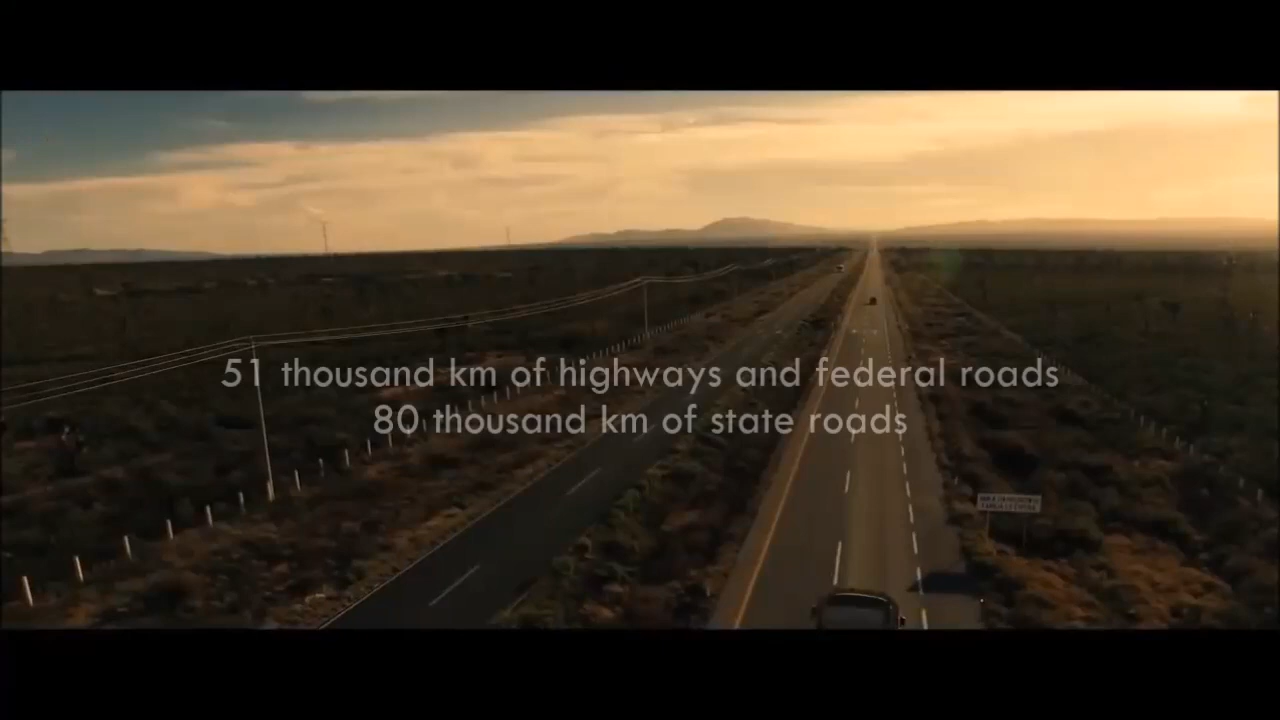 51 thousand km of highways and federal roads
80 thousand km of state roads